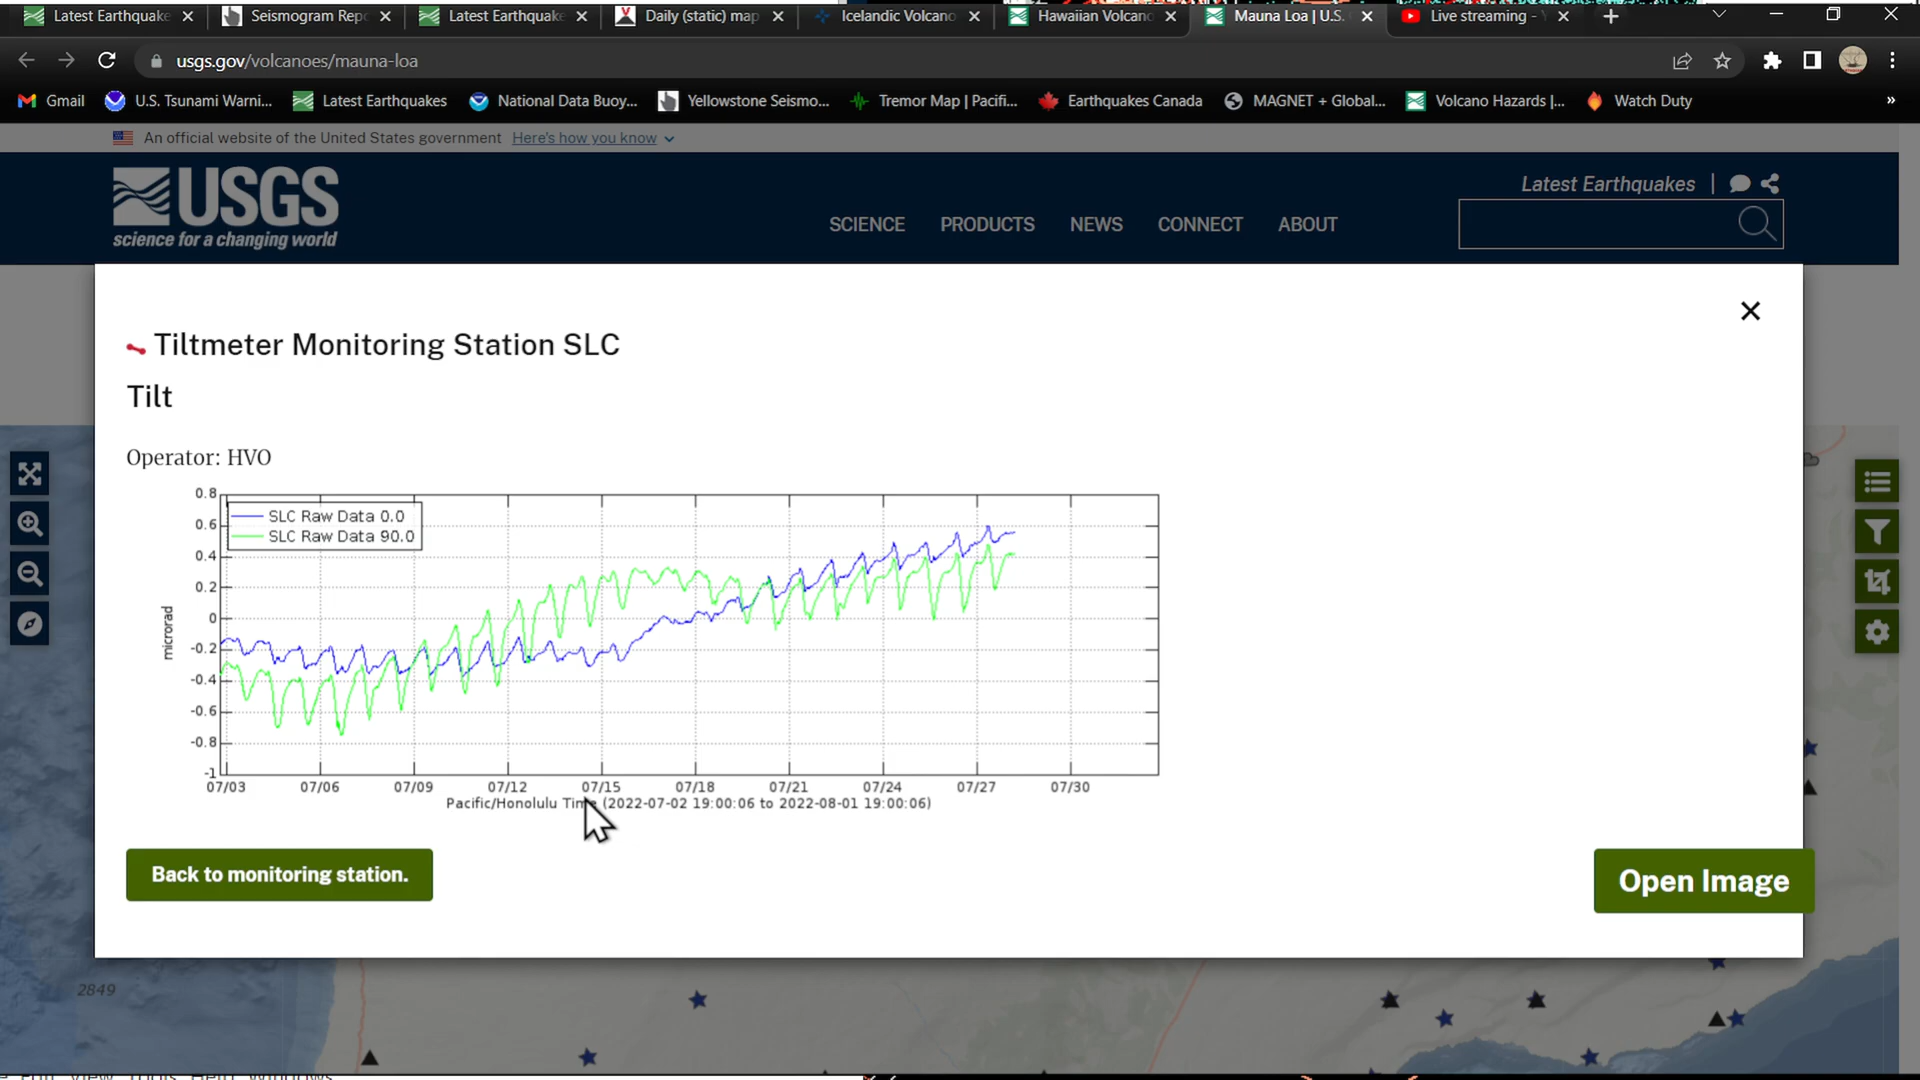 Latest Earthquake
Seismogram Rep
Latest Earthquake
Daily (static) map
Icelandic Volcano
Hawaiian Volcano
Mauna Loa | U.S.
Live streaming - Y
usgs.gov/volcanoes/mauna-loa
Gmail
U.S. Tsunami Warni...
Latest Earthquakes
National Data Buoy...
Yellowstone Seismo...
Tremor Map | Pacifi...
Earthquakes Canada
MAGNET + Global...
Volcano Hazards |...
Watch Duty
»
An official website of the United States government Here's how you know
USGS
science for a changing world
Latest Earthquakes |
SCIENCE PRODUCTS NEWS CONNECT ABOUT
Tiltmeter Monitoring Station SLC
Tilt
Operator: HVO
0.8
0.6
0.4
0.2
0
-0.2
-0.4
-0.6
-0.8
-1
microrad
SLC Raw Data 0.0
SLC Raw Data 90.0
07/03 07/06 07/09 07/12 07/15 07/18 07/21 07/24 07/27 07/30
Pacific/Honolulu Time (2022-07-02 19:00:06 to 2022-08-01 19:00:06)
Back to monitoring station.
Open Image
2849